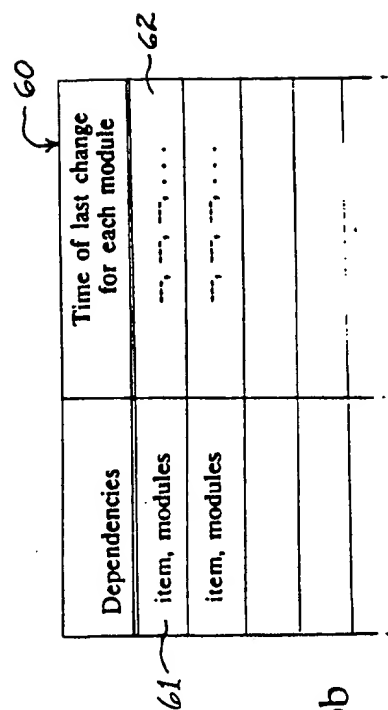 60
Dependencies
Time of last change
for each module
61
item, modules
---, ---, ---, . . .
62
item, modules
---, ---, ---, . . .